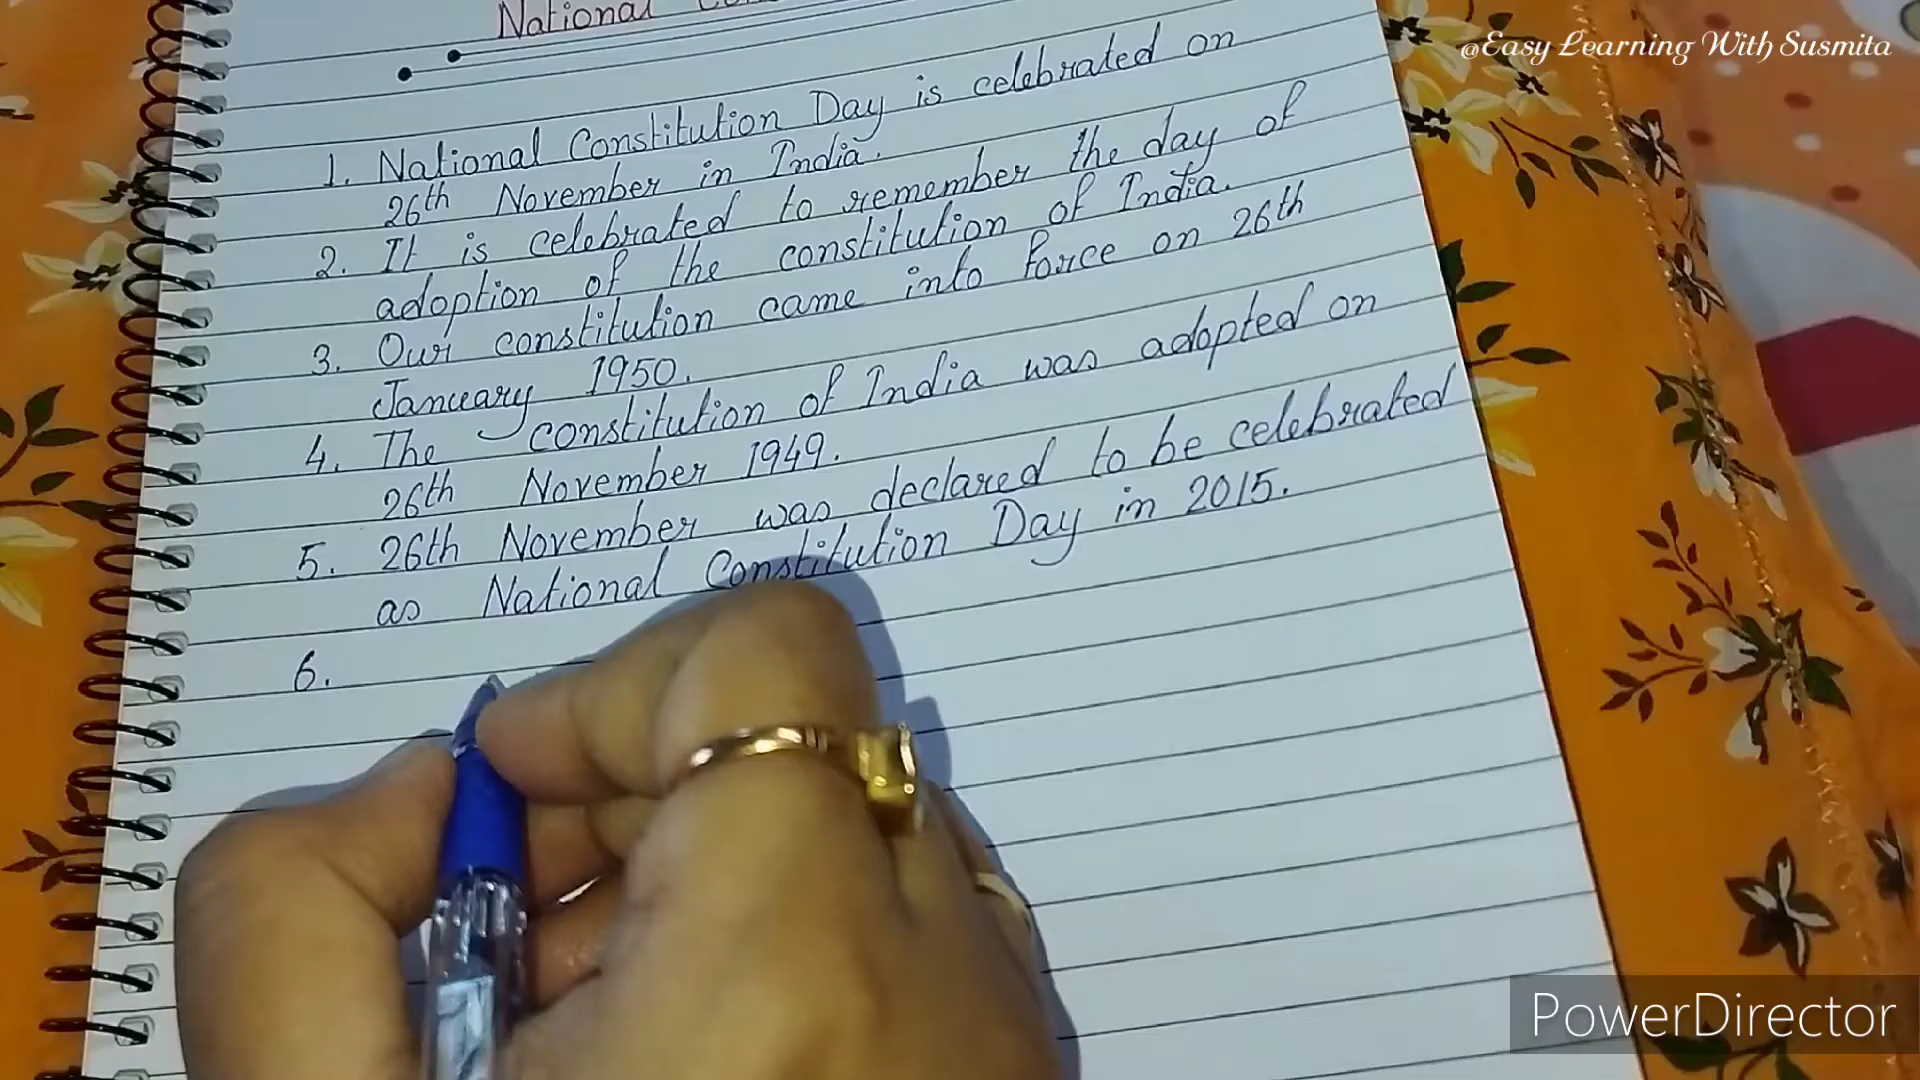 National
@Easy Learning With Susmita
1. National Constitution Day is celebrated on
26th November in India.
2. It is celebrated to remember the day of
adoption of the constitution of India.
3. Our constitution came into force on 26th
January 1950.
4. The constitution of India was adopted on
26th November 1949.
5. 26th November was declared to be celebrated
as National Constitution Day in 2015.
6.
PowerDirector